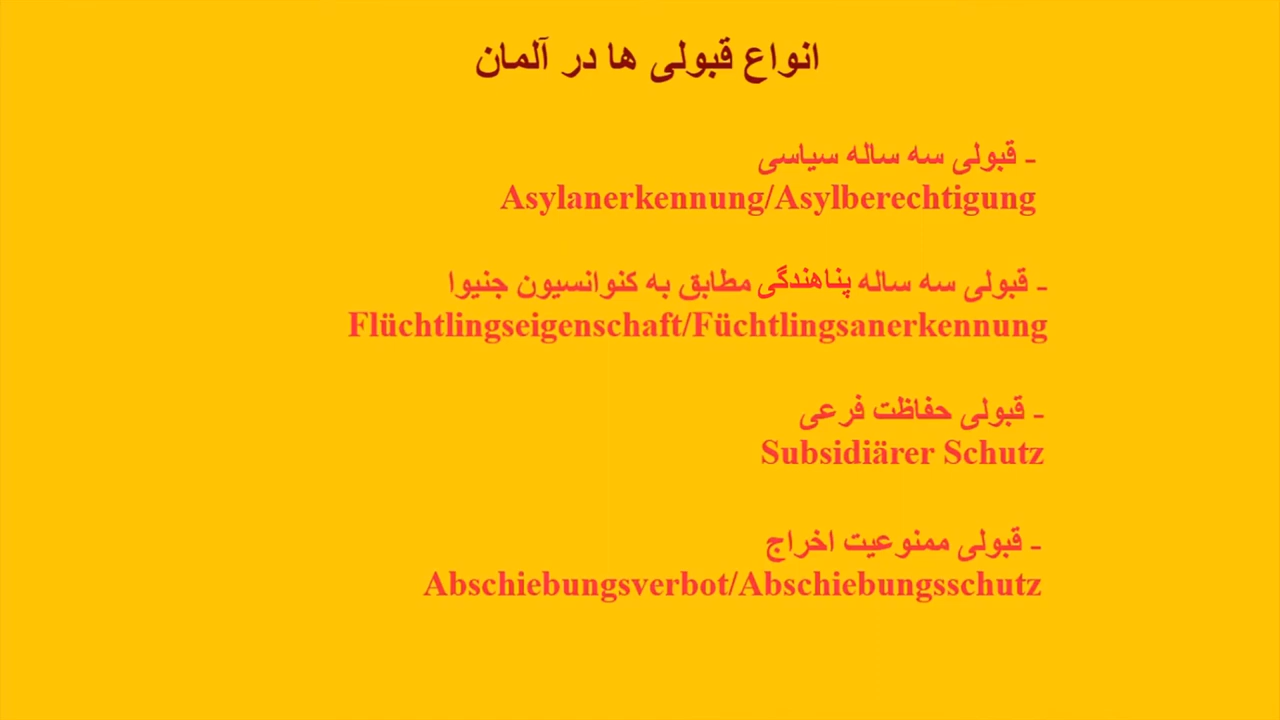 انواع قبولی ها در آلمان
- قبولی سه ساله سیاسی
Asylanerkennung/Asylberechtigung
- قبولی سه ساله پناهندگی مطابق به کنوانسیون جنیوا
Flüchtlingseigenschaft/Füchtlingsanerkennung
- قبولی حفاظت فرعی
Subsidiärer Schutz
- قبولی ممنوعیت اخراج
Abschiebungsverbot/Abschiebungsschutz